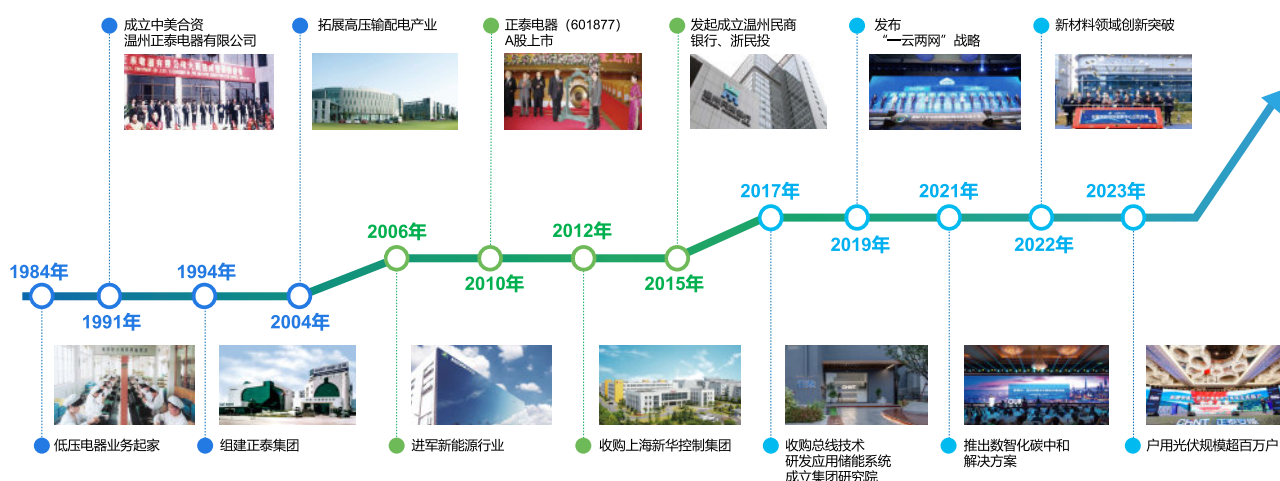 成立中美合资
温州正泰电器有限公司
拓展高压输配电产业
正泰电器（601877）
A股上市
发起成立温州民商
银行、浙民投
发布
“一云两网”战略
新材料领域创新突破
2017年
2021年
2023年
2006年
2012年
2019年
2022年
1984年
1994年
2010年
2015年
1991年
2004年
低压电器业务起家
组建正泰集团
进军新能源行业
收购上海新华控制集团
收购总线技术
研发应用储能系统
成立集团研究院
推出数智化碳中和
解决方案
户用光伏规模超百万户